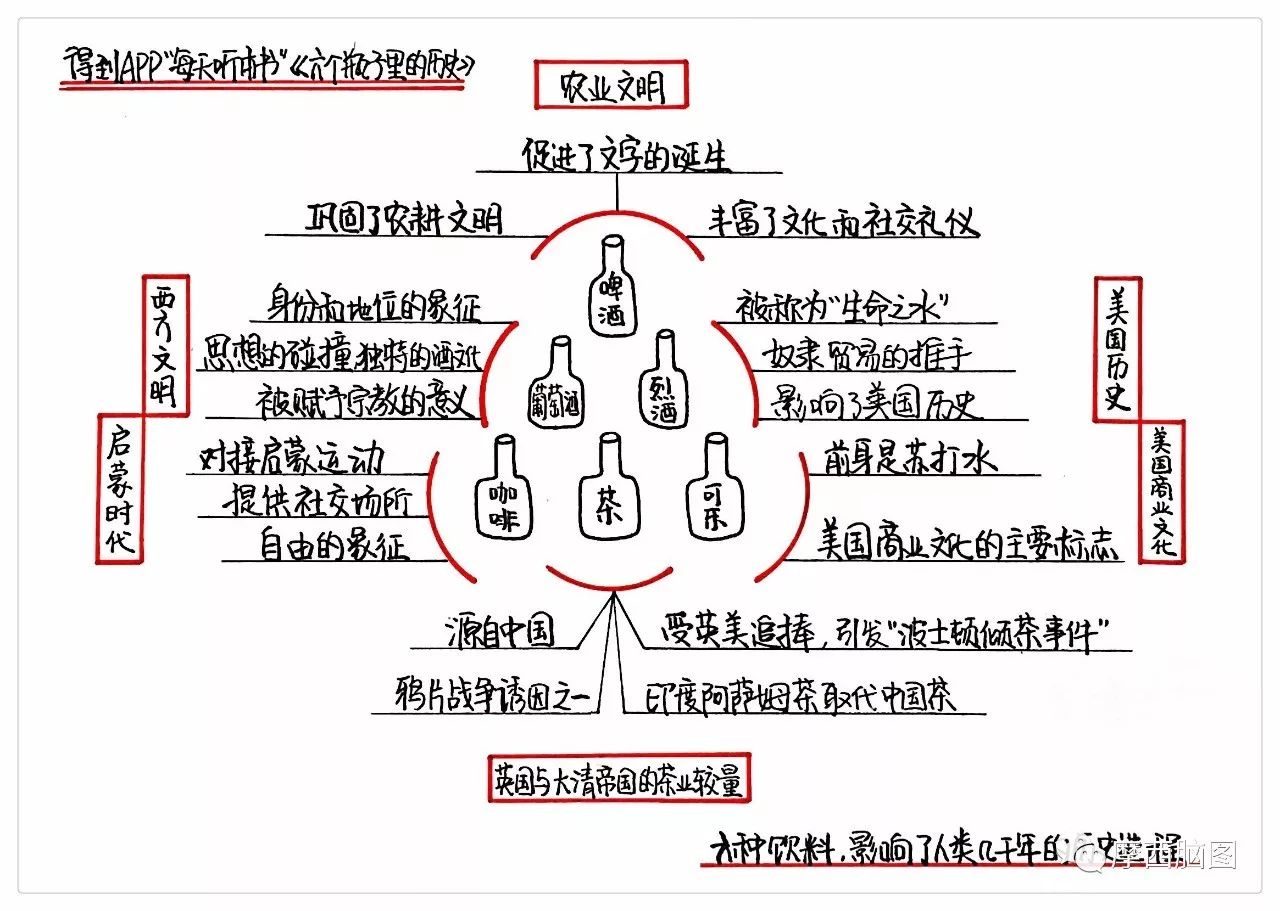 得到APP"每天听本书"《六个瓶子里的历史》
农业文明
促进了文字的诞生
巩固了农耕文明
丰富了文化和社交礼仪
啤酒
西方文明
身份和地位的象征
思想的碰撞,独特的酒文化
被赋予宗教的意义
葡萄酒
烈酒
被称为"生命之水"
奴隶贸易的推手
影响了美国历史
美国历史
启蒙时代
对接启蒙运动
提供社交场所
自由的象征
咖啡
茶
可乐
前身是苏打水
美国商业文化的主要标志
美国商业文化
源自中国
受英美追捧,引发"波士顿倾茶事件"
鸦片战争诱因之一
印度阿萨姆茶取代中国茶
英国与大清帝国的茶业较量
六种饮料,影响了人类几千年的历史
摩西脑图